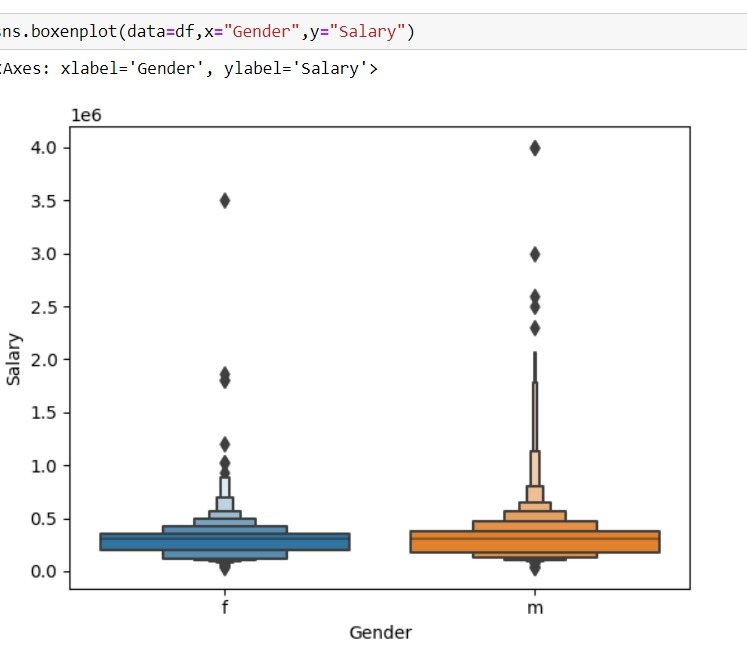 sns.boxenplot(data=df,x="Gender",y="Salary")
<Axes: xlabel='Gender', ylabel='Salary'>
1e6
4.0
3.5
3.0
2.5
2.0
1.5
1.0
0.5
0.0
Salary
f m
Gender